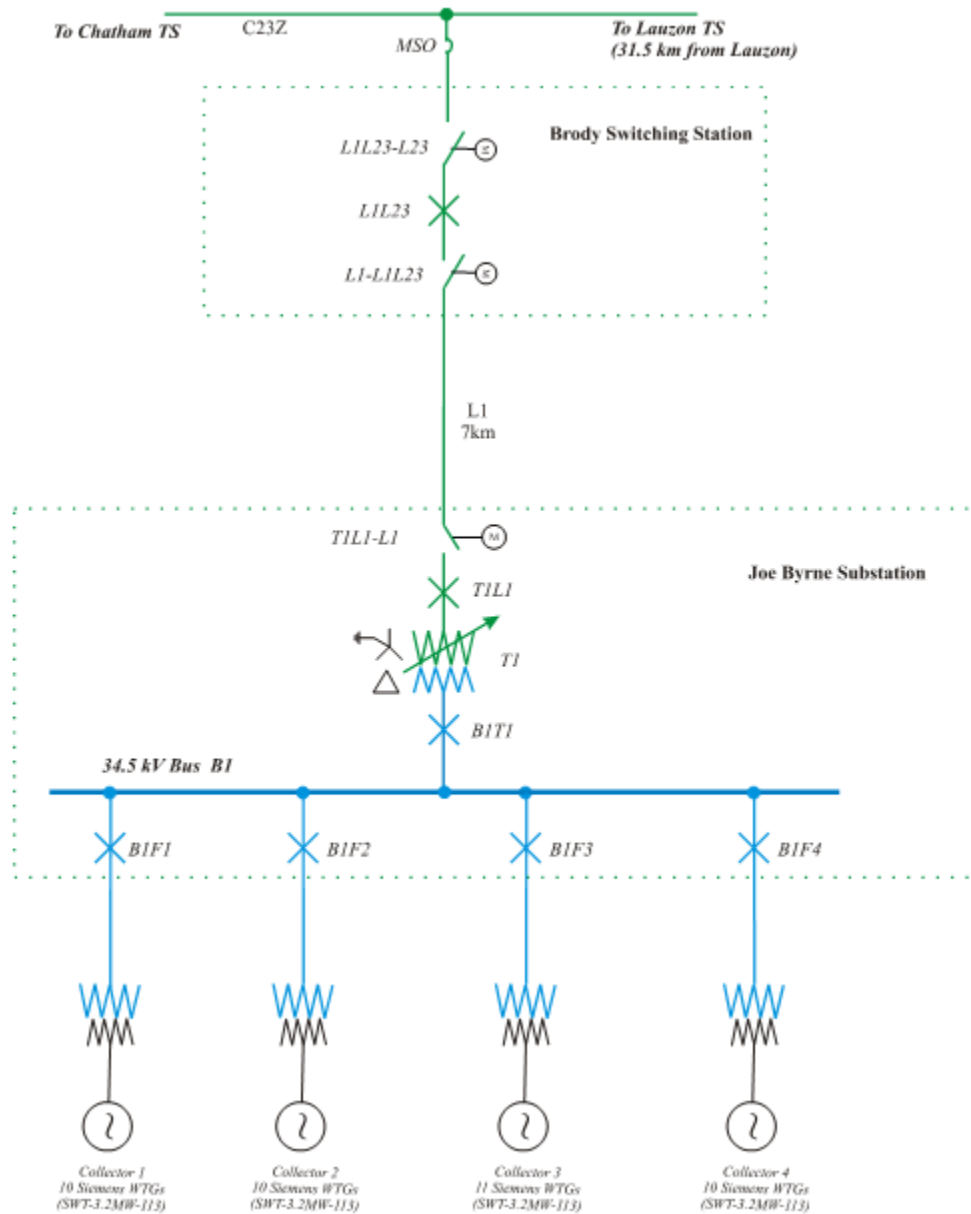 To Chatham TS
C23Z
To Lauzon TS
(31.5 km from Lauzon)
MSO
Brody Switching Station
L1L23-L23
L1L23
L1-L1L23
L1
7km
T1L1-L1
M
Joe Byrne Substation
T1L1
T1
B1T1
34.5 kV Bus B1
B1F1
B1F2
B1F3
B1F4
Collector 1
10 Siemens WTGs
(SWT-3.2MW-113)
Collector 2
10 Siemens WTGs
(SWT-3.2MW-113)
Collector 3
11 Siemens WTGs
(SWT-3.2MW-113)
Collector 4
10 Siemens WTGs
(SWT-3.2MW-113)